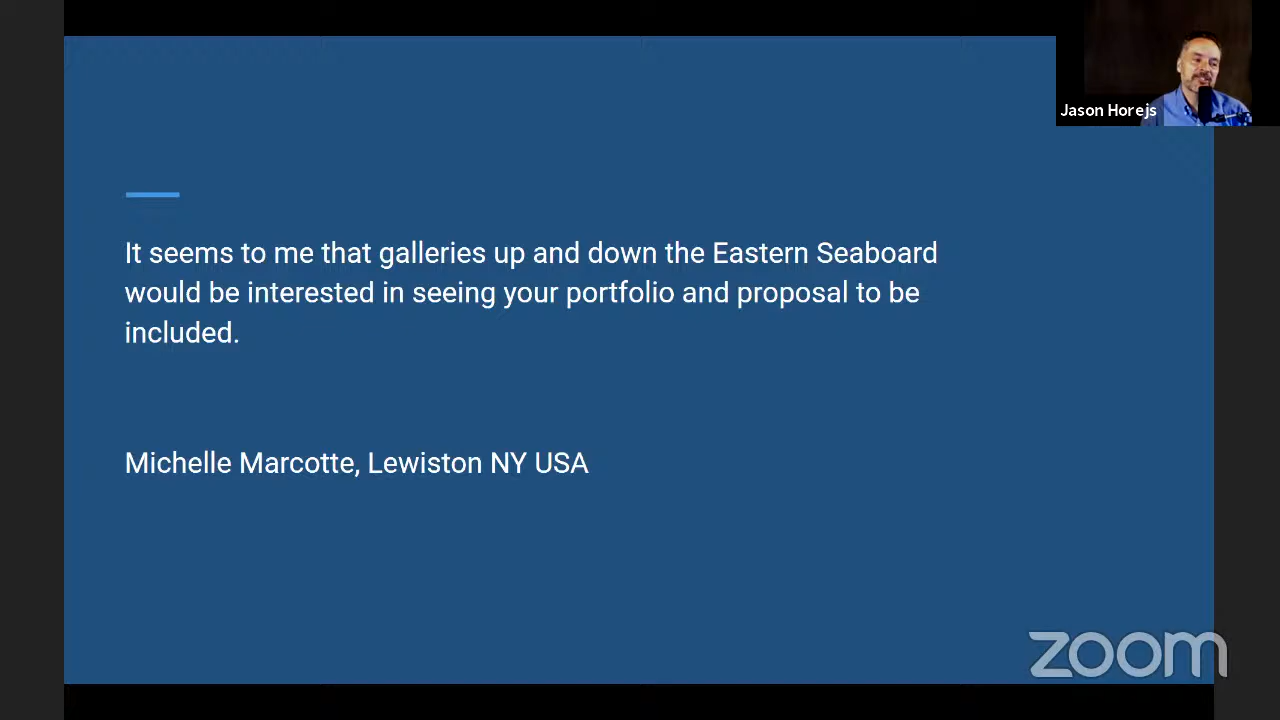 Jason Horejs
It seems to me that galleries up and down the Eastern Seaboard
would be interested in seeing your portfolio and proposal to be
included.
Michelle Marcotte, Lewiston NY USA
zoom